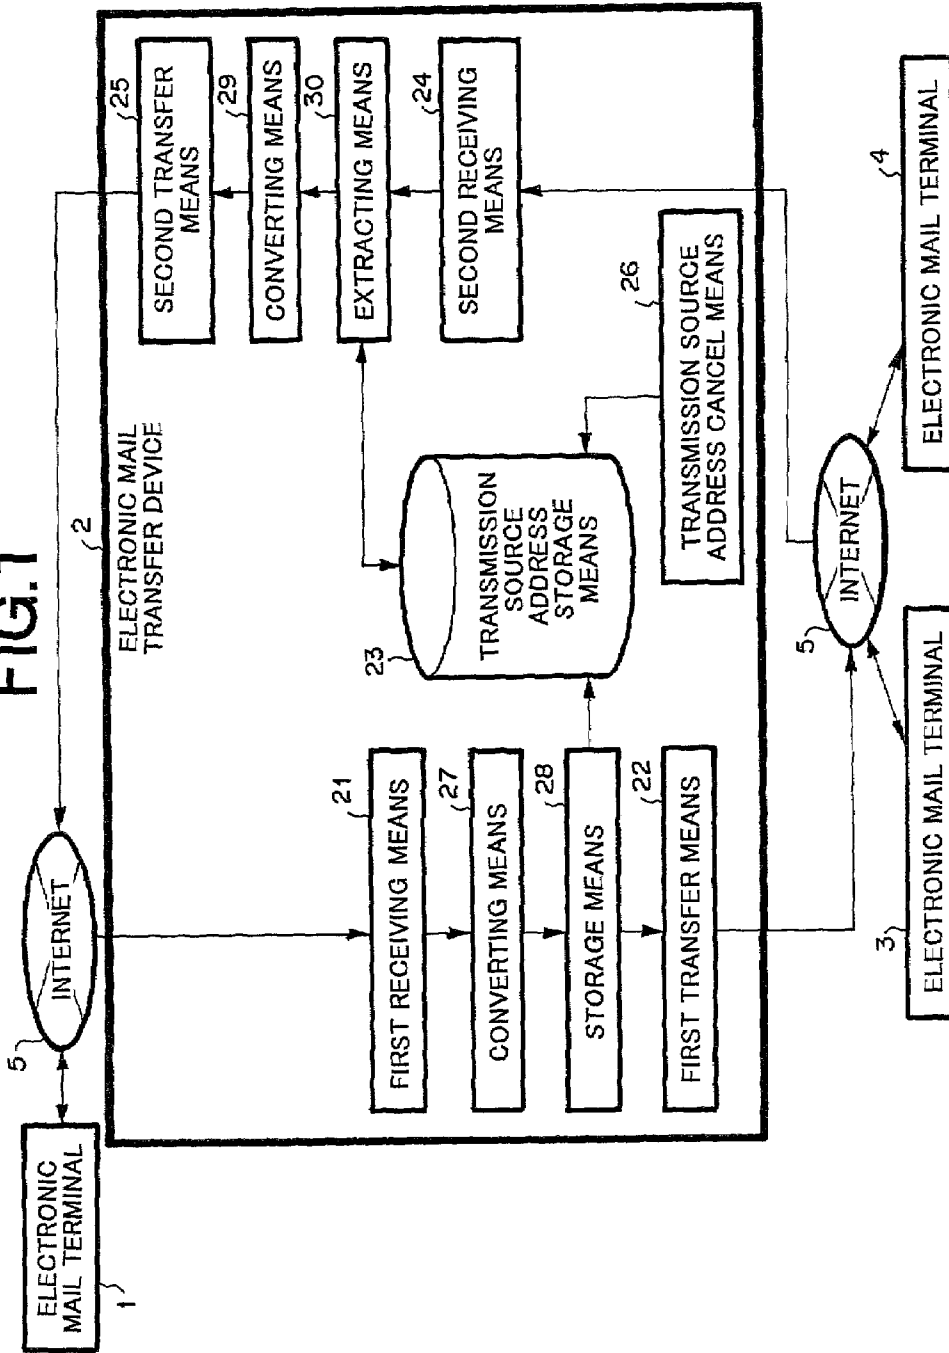 FIG.1
ELECTRONIC
MAIL TERMINAL
1
5
INTERNET
2
ELECTRONIC MAIL
TRANSFER DEVICE
25
SECOND TRANSFER
MEANS
29
CONVERTING MEANS
30
EXTRACTING MEANS
24
SECOND RECEIVING
MEANS
21
FIRST RECEIVING MEANS
27
CONVERTING MEANS
28
STORAGE MEANS
22
FIRST TRANSFER MEANS
23
TRANSMISSION
SOURCE
ADDRESS
STORAGE
MEANS
26
TRANSMISSION SOURCE
ADDRESS CANCEL MEANS
5
INTERNET
3
ELECTRONIC MAIL TERMINAL
4
ELECTRONIC MAIL TERMINAL